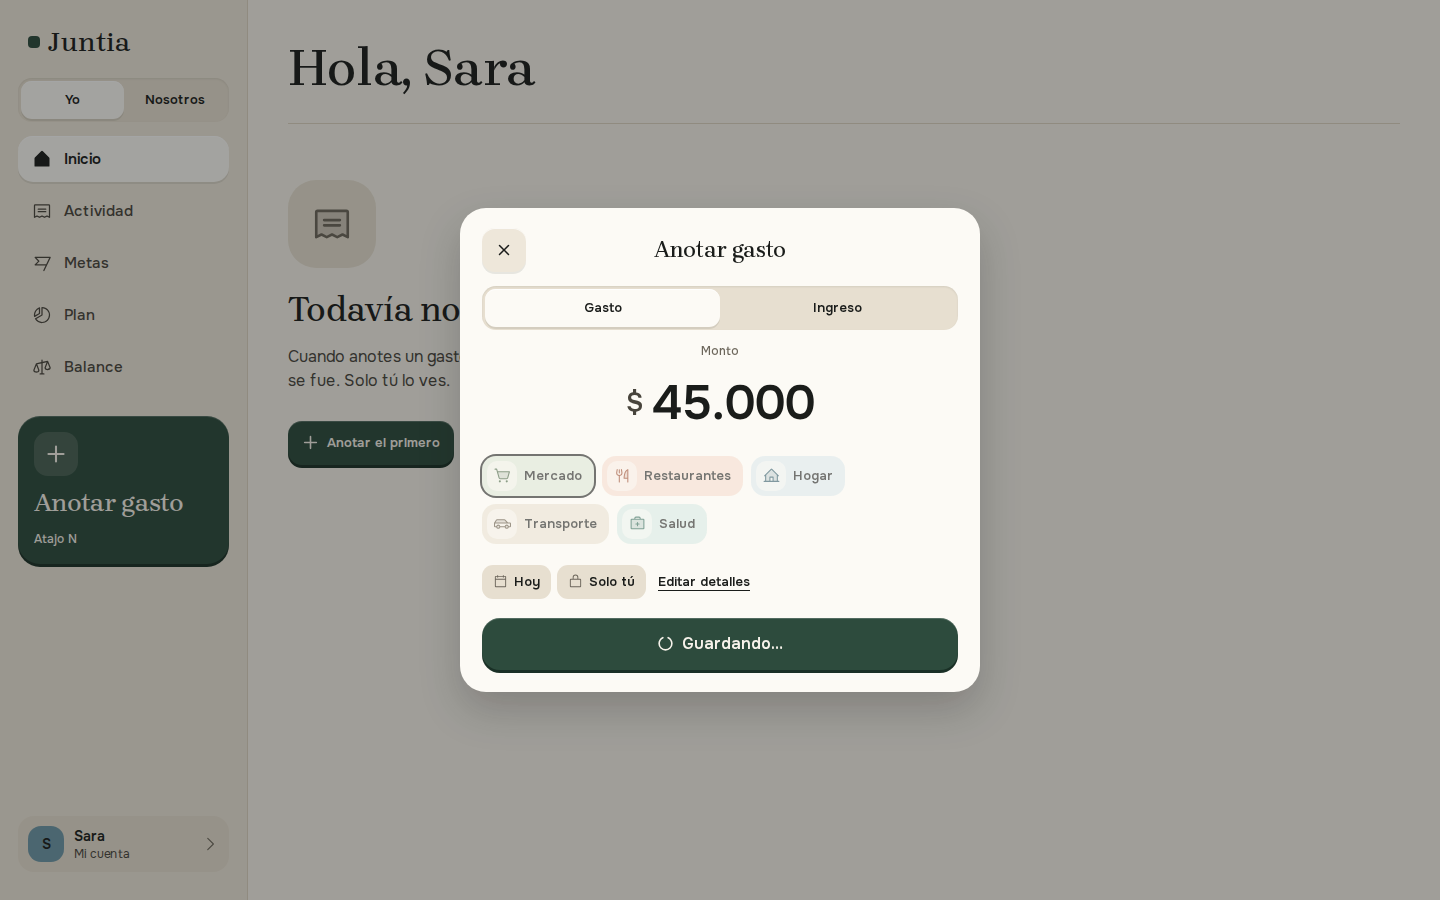 Juntia
Yo
Nosotros
Inicio
Actividad
Metas
Plan
Balance
Anotar gasto
Atajo N
S
Sara
Mi cuenta
Hola, Sara
Todavía no
Cuando anotes un gast
se fue. Solo tú lo ves.
Anotar el primero
Anotar gasto
Gasto
Ingreso
Monto
$ 45.000
Mercado
Restaurantes
Hogar
Transporte
Salud
Hoy
Solo tú
Editar detalles
Guardando...